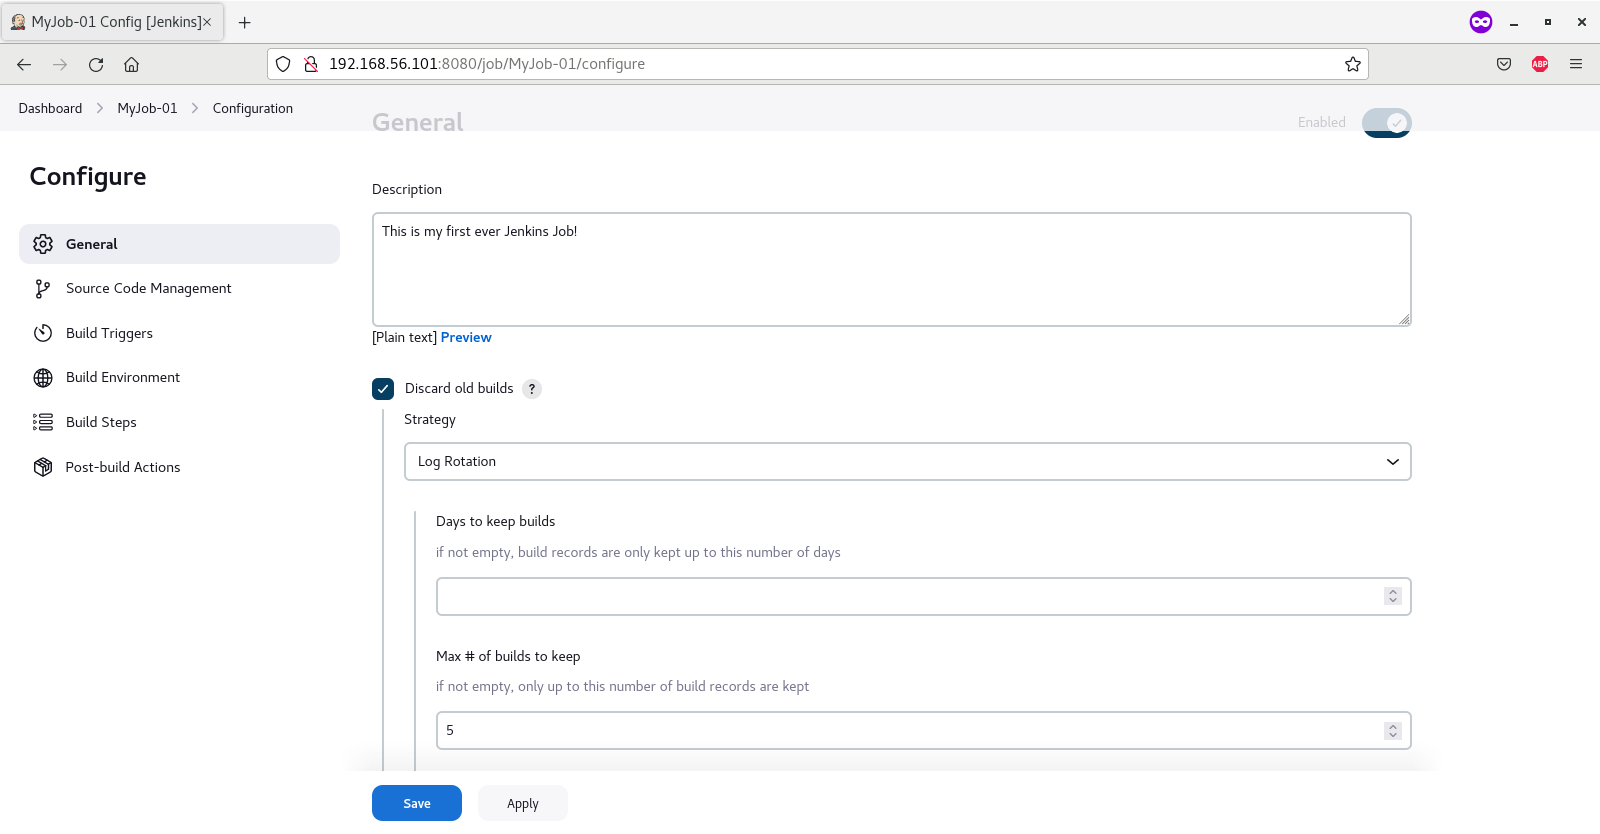 MyJob-01 Config [Jenkins]
192.168.56.101:8080/job/MyJob-01/configure
ABP
Dashboard
MyJob-01
Configuration
General
Enabled
Configure
General
Source Code Management
Build Triggers
Build Environment
Build Steps
Post-build Actions
Description
This is my first ever Jenkins Job!
[Plain text] Preview
Discard old builds ?
Strategy
Log Rotation
Days to keep builds
if not empty, build records are only kept up to this number of days
Max # of builds to keep
if not empty, only up to this number of build records are kept
5
Save
Apply